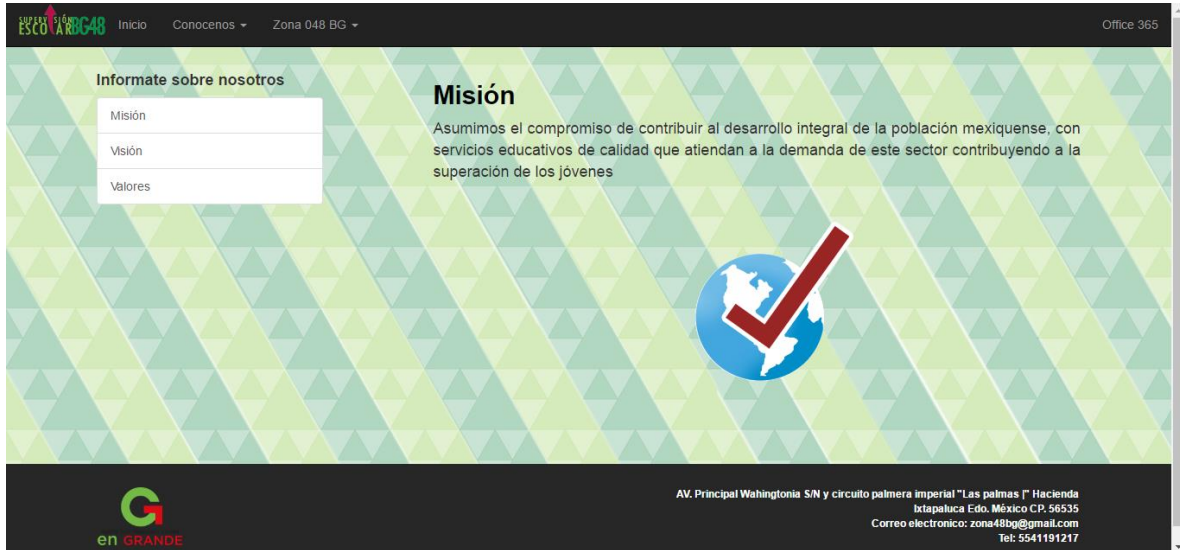 SUPERVISIÓN
ESCOLAR BG48
Inicio
Conocenos
Zona 048 BG
Office 365
Informate sobre nosotros
Misión
Visión
Valores
Misión
Asumimos el compromiso de contribuir al desarrollo integral de la población mexiquense, con
servicios educativos de calidad que atiendan a la demanda de este sector contribuyendo a la
superación de los jóvenes
G
en GRANDE
AV. Principal Wahingtonia S/N y circuito palmera imperial "Las palmas |" Hacienda
Ixtapaluca Edo. México CP. 56535
Correo electronico: zona48bg@gmail.com
Tel: 5541191217